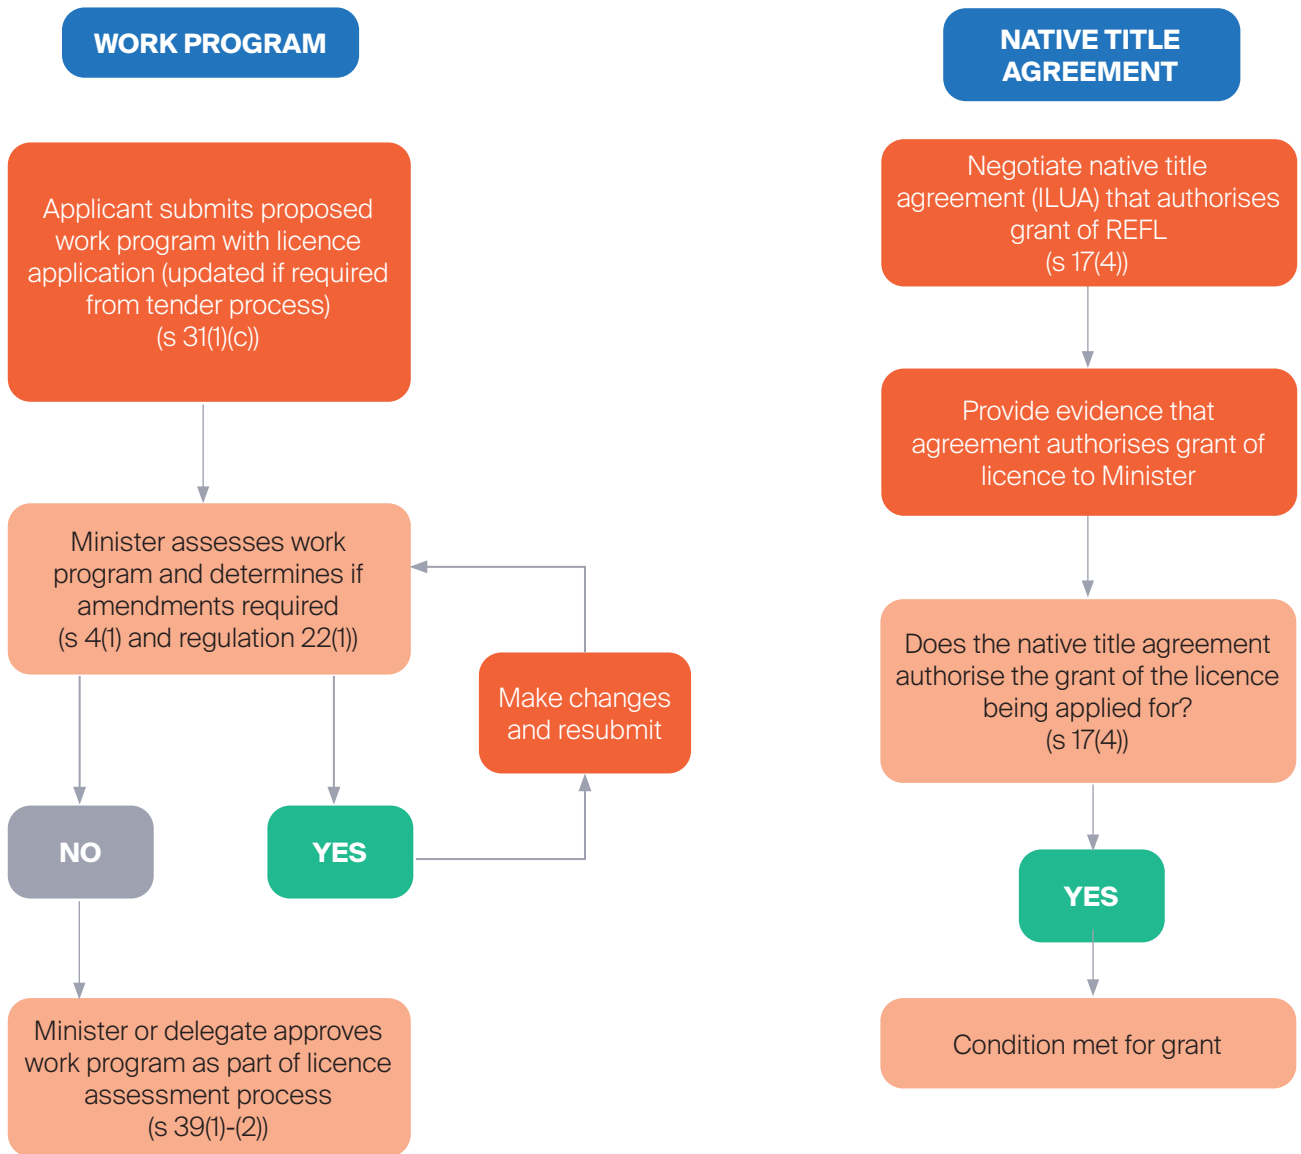 WORK PROGRAM
Applicant submits proposed
work program with licence
application (updated if required
from tender process)
(s 31(1)(c))
Minister assesses work
program and determines if
amendments required
(s 4(1) and regulation 22(1))
Make changes
and resubmit
NO
YES
Minister or delegate approves
work program as part of licence
assessment process
(s 39(1)-(2))
NATIVE TITLE
AGREEMENT
Negotiate native title
agreement (ILUA) that authorises
grant of REFL
(s 17(4))
Provide evidence that
agreement authorises grant of
licence to Minister
Does the native title agreement
authorise the grant of the licence
being applied for?
(s 17(4))
YES
Condition met for grant